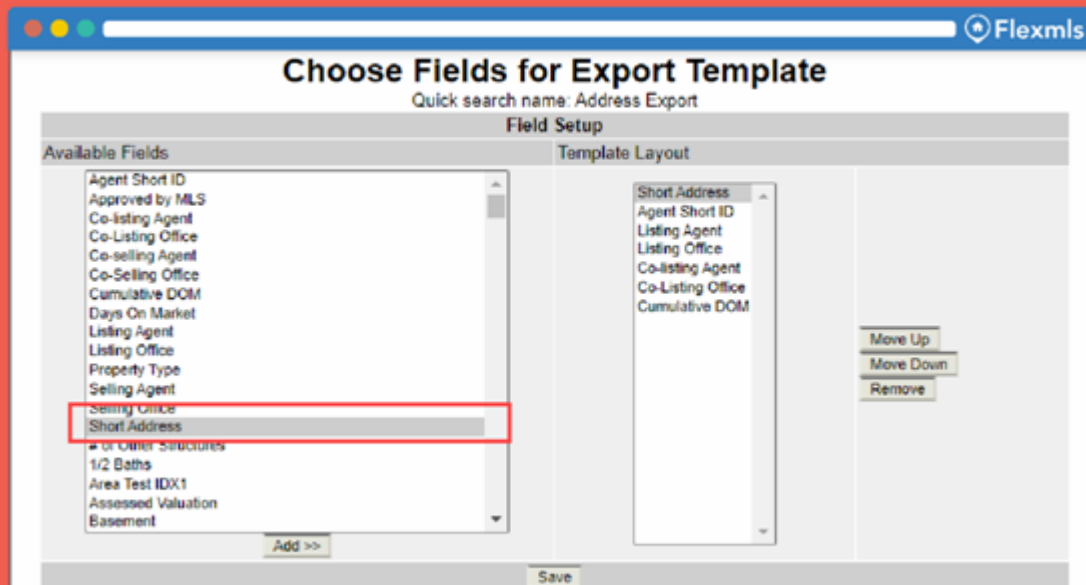 Flexmls
Choose Fields for Export Template
Quick search name: Address Export
Field Setup
Available Fields
Template Layout
Agent Short ID
Approved by MLS
Co-listing Agent
Co-Listing Office
Co-selling Agent
Co-Selling Office
Cumulative DOM
Days On Market
Listing Agent
Listing Office
Property Type
Selling Agent
Selling Office
Short Address
# of Other Structures
1/2 Baths
Area Test IDX1
Assessed Valuation
Basement
Add >>
Short Address
Agent Short ID
Listing Agent
Listing Office
Co-listing Agent
Co-Listing Office
Cumulative DOM
Move Up
Move Down
Remove
Save